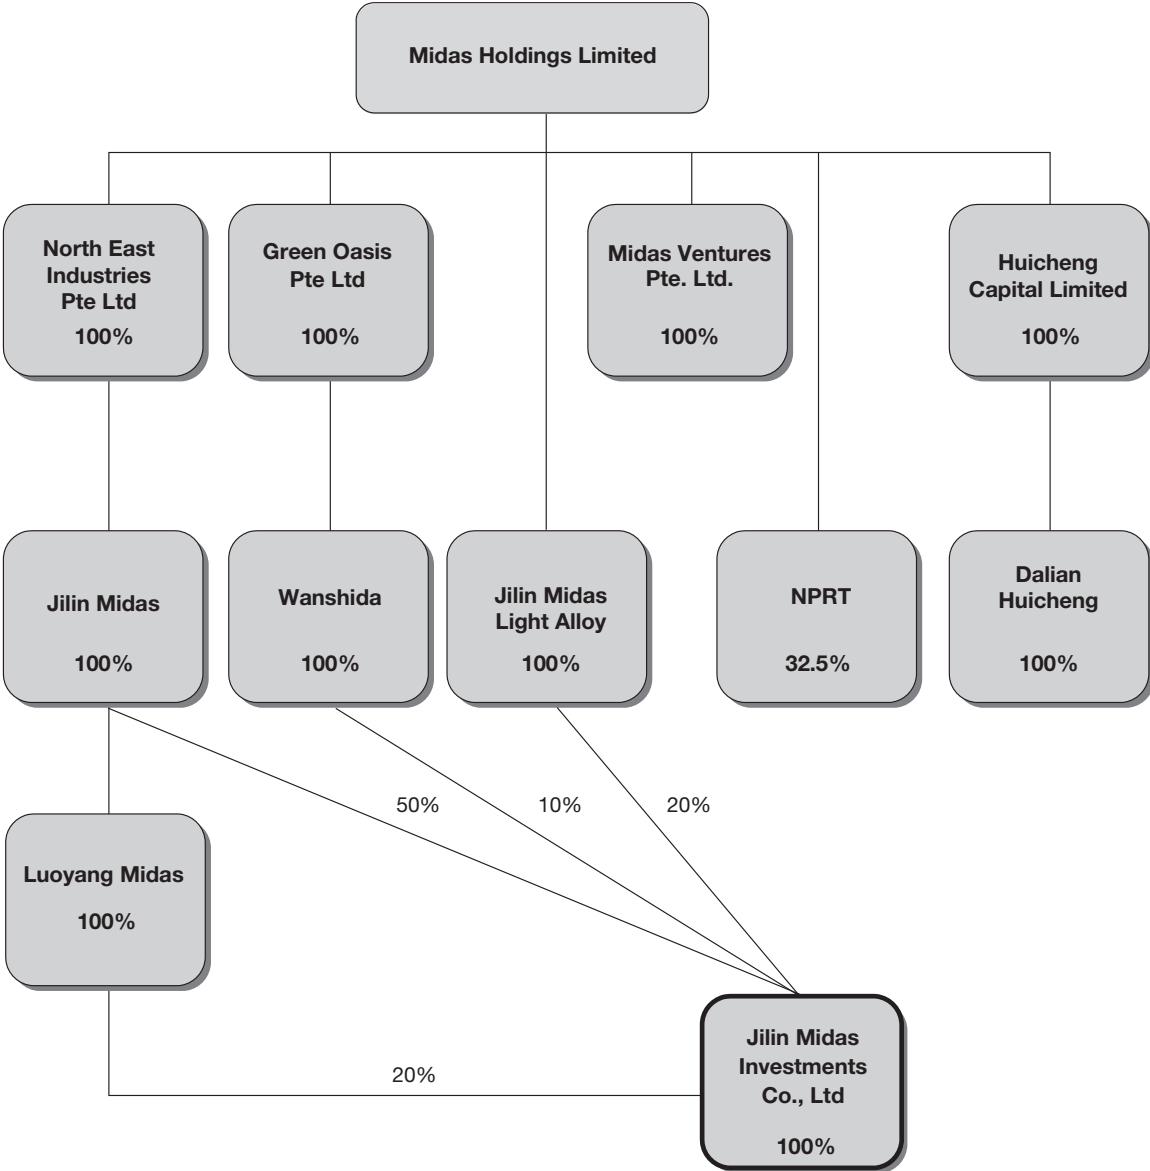 Midas Holdings Limited
North East
Industries
Pte Ltd
100%
Green Oasis
Pte Ltd
100%
Midas Ventures
Pte. Ltd.
100%
Huicheng
Capital Limited
100%
Jilin Midas
100%
Wanshida
100%
Jilin Midas
Light Alloy
100%
NPRT
32.5%
Dalian
Huicheng
100%
50%
10%
20%
Luoyang Midas
100%
20%
Jilin Midas
Investments
Co., Ltd
100%